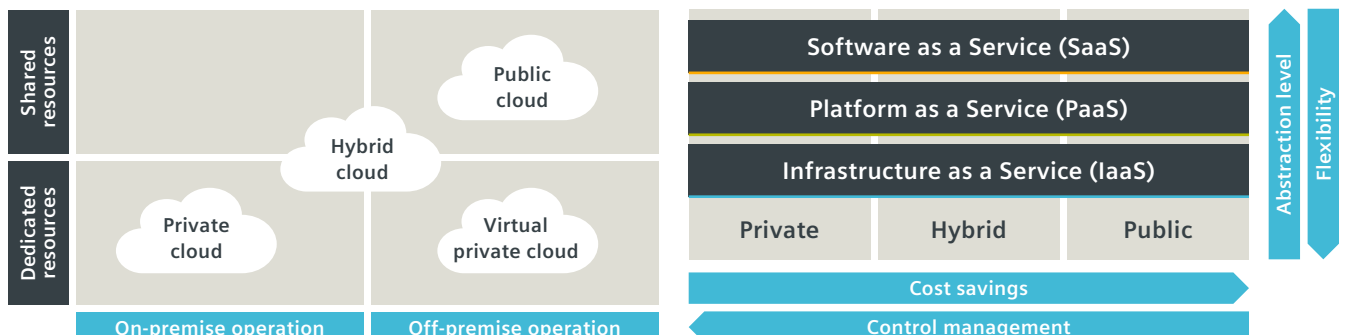 Shared
resources
Public
cloud
Hybrid
cloud
Dedicated
resources
Private
cloud
Virtual
private cloud
On-premise operation
Off-premise operation
Software as a Service (SaaS)
Platform as a Service (PaaS)
Infrastructure as a Service (IaaS)
Private
Hybrid
Public
Cost savings
Control management
Abstraction level
Flexibility